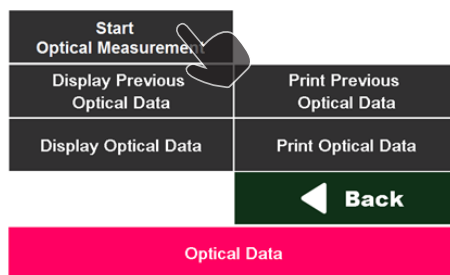 Start
Optical Measurement
Display Previous
Optical Data
Print Previous
Optical Data
Display Optical Data
Print Optical Data
Back
Optical Data